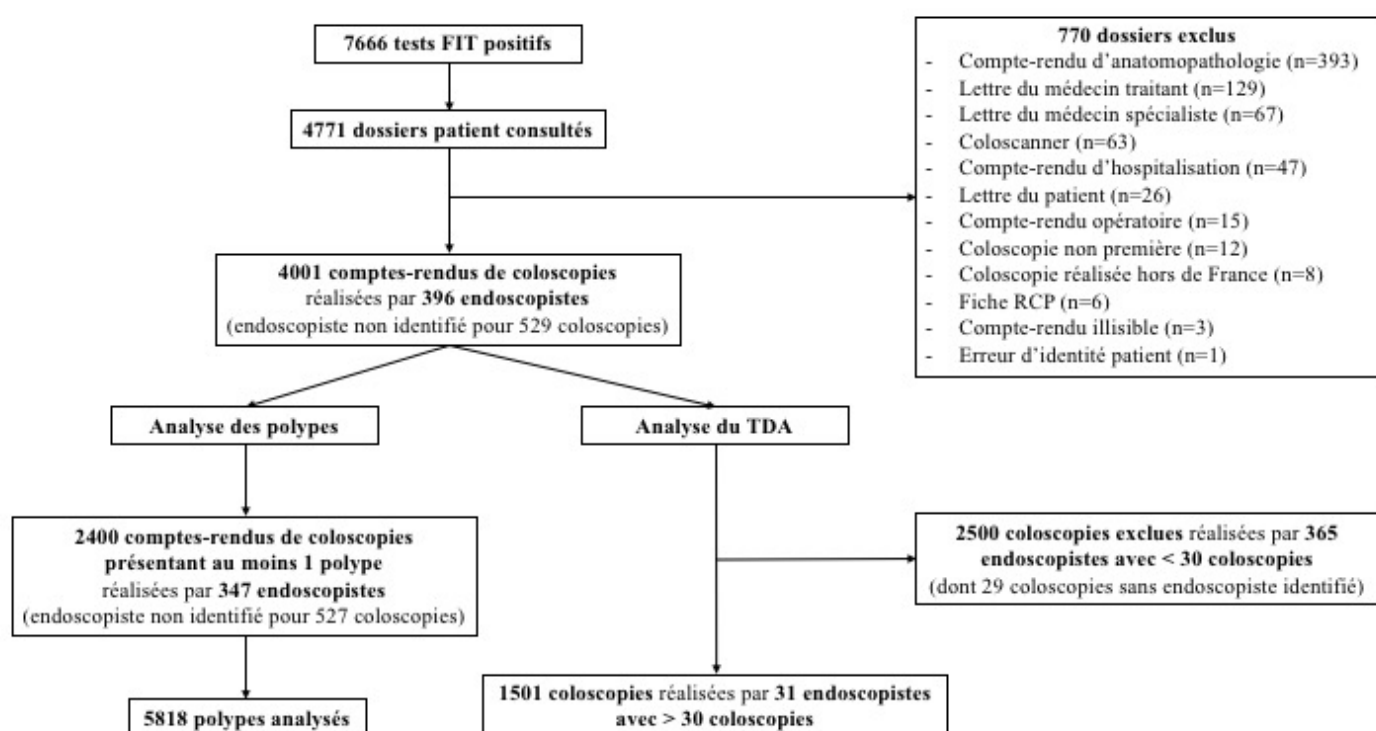 7666 tests FIT positifs
4771 dossiers patient consultés
770 dossiers exclus
- Compte-rendu d'anatomopathologie (n=393)
- Lettre du médecin traitant (n=129)
- Lettre du médecin spécialiste (n=67)
- Coloscanner (n=63)
- Compte-rendu d'hospitalisation (n=47)
- Lettre du patient (n=26)
- Compte-rendu opératoire (n=15)
- Coloscopie non première (n=12)
- Coloscopie réalisée hors de France (n=8)
- Fiche RCP (n=6)
- Compte-rendu illisible (n=3)
- Erreur d'identité patient (n=1)
4001 comptes-rendus de coloscopies
réalisées par 396 endoscopistes
(endoscopiste non identifié pour 529 coloscopies)
Analyse des polypes
Analyse du TDA
2400 comptes-rendus de coloscopies
présentant au moins 1 polype
réalisées par 347 endoscopistes
(endoscopiste non identifié pour 527 coloscopies)
2500 coloscopies exclues réalisées par 365
endoscopistes avec < 30 coloscopies
(dont 29 coloscopies sans endoscopiste identifié)
5818 polypes analysés
1501 coloscopies réalisées par 31 endoscopistes
avec > 30 coloscopies